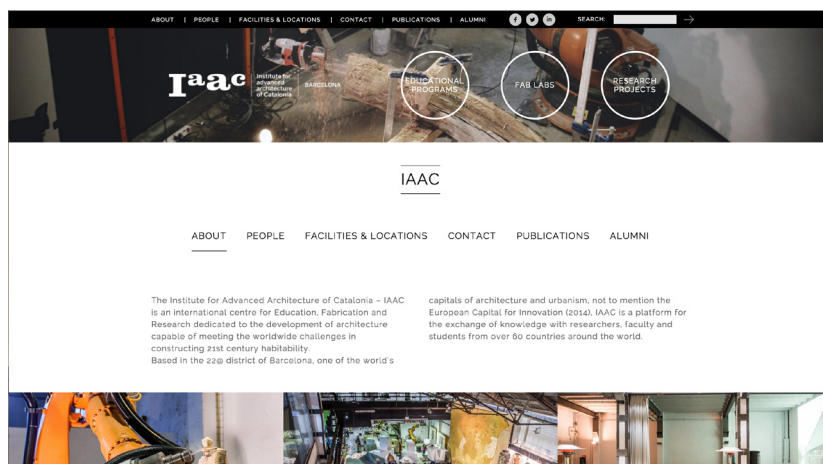 ABOUT | PEOPLE | FACILITIES & LOCATIONS | CONTACT | PUBLICATIONS | ALUMNI SEARCH:
Iaac
Institute for
advanced
architecture
of Catalonia
BARCELONA
EDUCATIONAL
PROGRAMS
FAB LABS
RESEARCH
PROJECTS
IAAC
ABOUT PEOPLE FACILITIES & LOCATIONS CONTACT PUBLICATIONS ALUMNI
The Institute for Advanced Architecture of Catalonia – IAAC
is an international centre for Education, Fabrication and
Research dedicated to the development of architecture
capable of meeting the worldwide challenges in
constructing 21st century habitability.
Based in the 22@ district of Barcelona, one of the world's
capitals of architecture and urbanism, not to mention the
European Capital for Innovation (2014), IAAC is a platform for
the exchange of knowledge with researchers, faculty and
students from over 60 countries around the world.